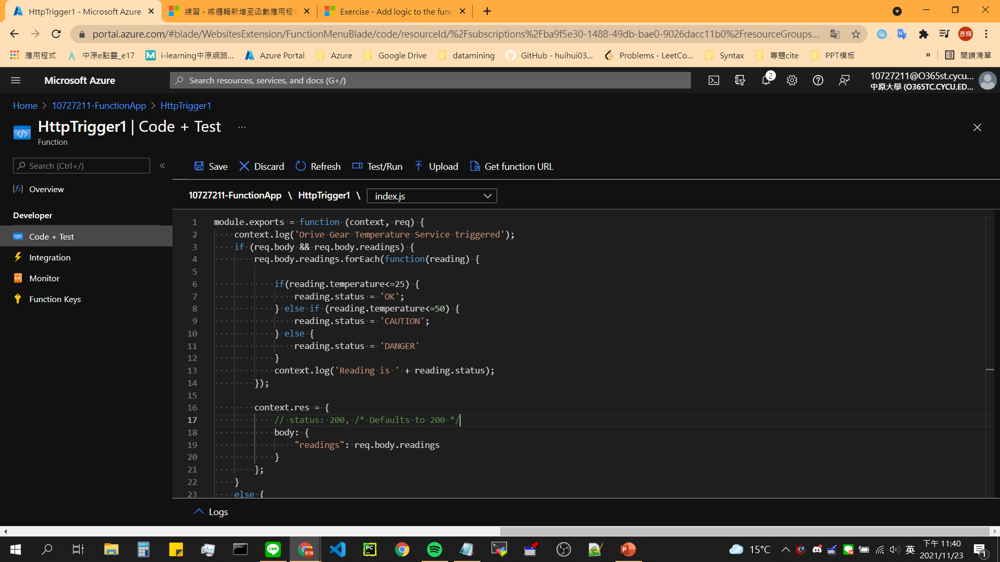 HttpTrigger1 - Microsoft Azure
練習 - 將邏輯新增至函數應用程式
Exercise - Add logic to the func
portal.azure.com/#blade/WebsitesExtension/FunctionMenuBlade/code/resourceId/%2Fsubscriptions%2Fba9f5e30-1488-49db-bae0-9026dacc11b0%2FresourceGroups...
彥輝
應用程式
中原e點靈_e17
i-learning中原網路...
Azure Portal
Azure
Google Drive
datamining
GitHub - huihui03...
Problems - LeetCo...
Syntax
專題cite
PPT模板
»
閱讀清單
Microsoft Azure
Search resources, services, and docs (G+/)
2
10727211@O365st.cycu...
中原大學 (O365TC.CYCU.ED...
Home > 10727211-FunctionApp > HttpTrigger1
HttpTrigger1 | Code + Test ...
Function
Search (Ctrl+/)
«
Save
Discard
Refresh
Test/Run
Upload
Get function URL
Overview
Developer
Code + Test
Integration
Monitor
Function Keys
10727211-FunctionApp \ HttpTrigger1 \ index.js
1 module.exports = function (context, req) {
2 context.log('Drive Gear Temperature Service triggered');
3 if (req.body && req.body.readings) {
4 req.body.readings.forEach(function(reading) {
5
6 if(reading.temperature<=25) {
7 reading.status = 'OK';
8 } else if (reading.temperature<=50) {
9 reading.status = 'CAUTION';
10 } else {
11 reading.status = 'DANGER'
12 }
13 context.log('Reading is ' + reading.status);
14 });
15
16 context.res = {
17 // status: 200, /* Defaults to 200 */
18 body: {
19 "readings": req.body.readings
20 }
21 };
22 }
23 else {
Logs
15°C
英
下午 11:40
2021/11/23
1